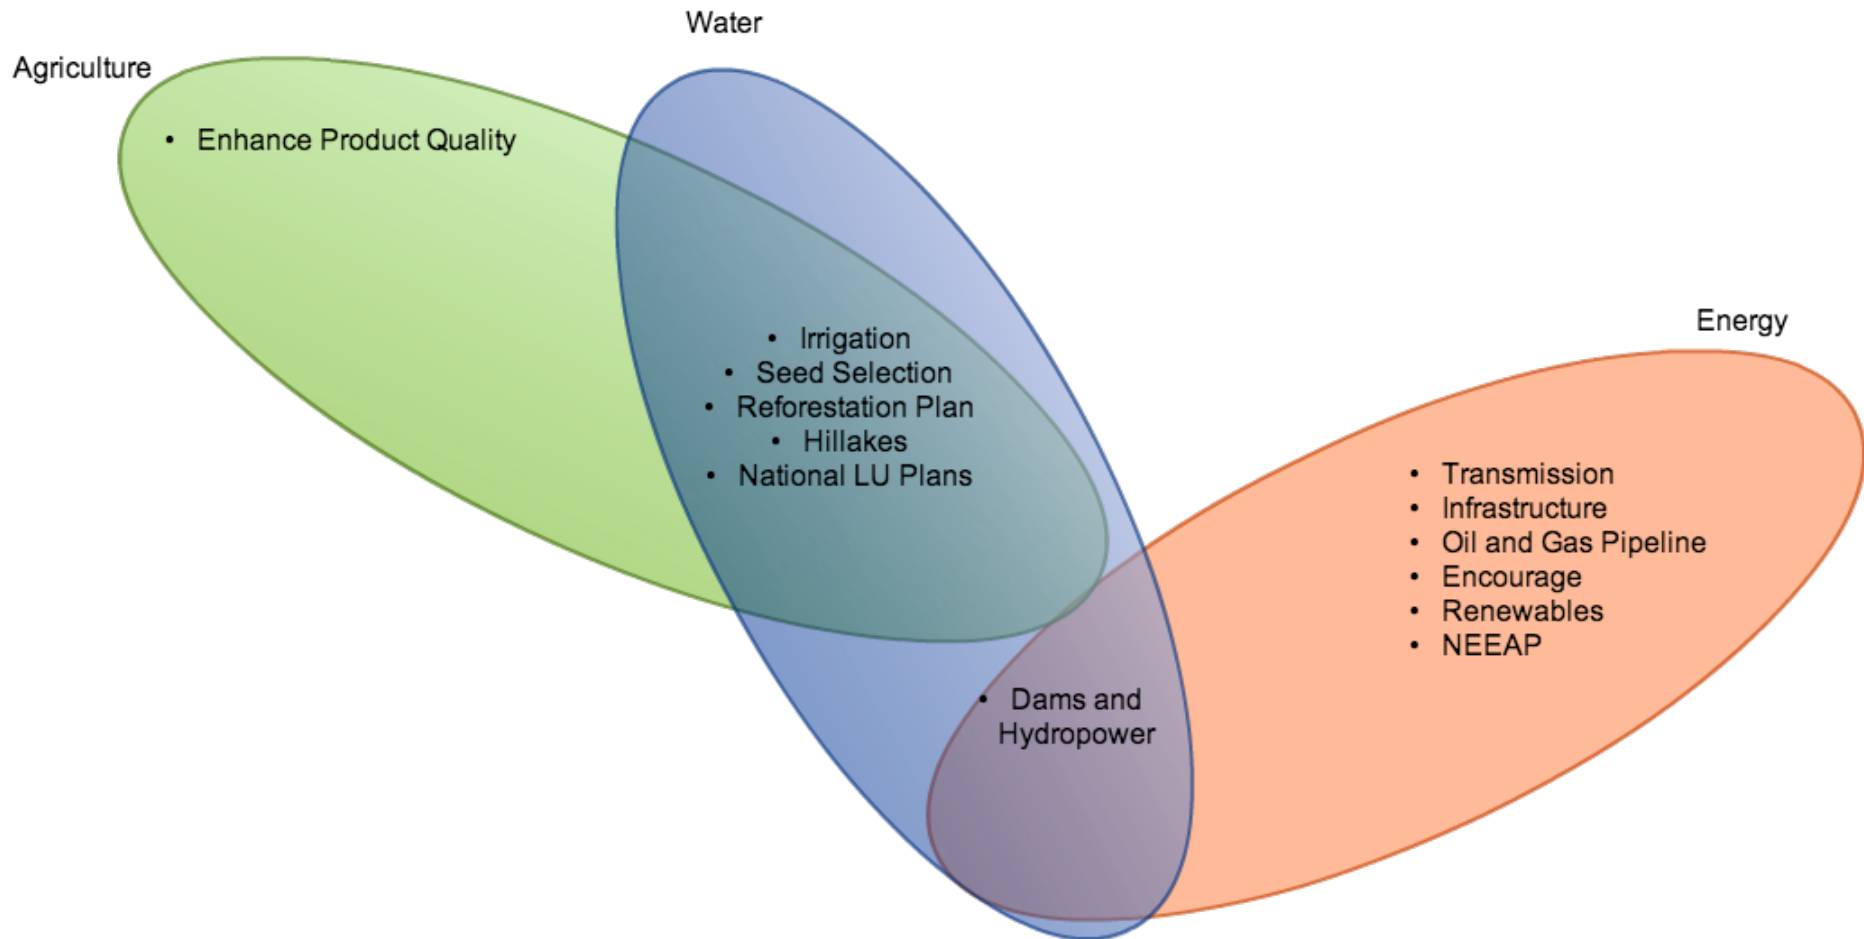 Water
Agriculture
• Enhance Product Quality
• Irrigation
• Seed Selection
• Reforestation Plan
• Hillakes
• National LU Plans
Energy
• Transmission
• Infrastructure
• Oil and Gas Pipeline
• Encourage
• Renewables
• NEEAP
• Dams and
Hydropower